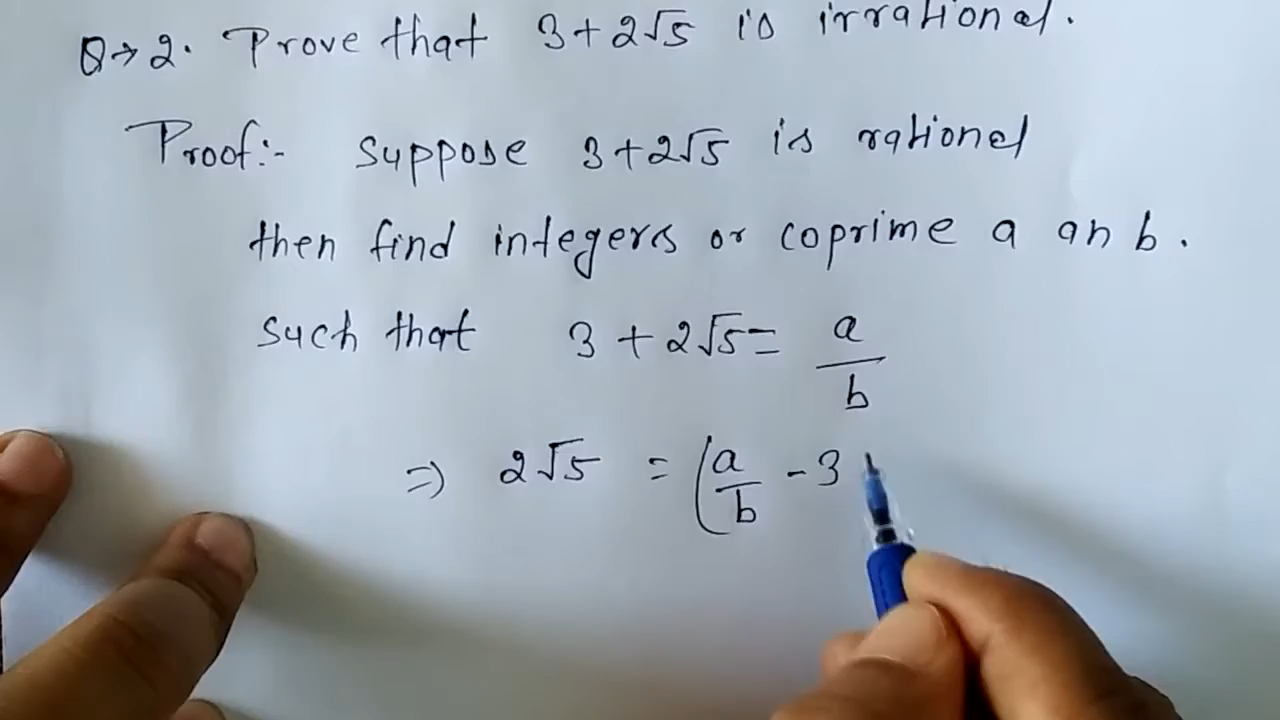 Q→2. Prove that 3+2√5 is irrational.
Proof:- Suppose 3+2√5 is rational
then find integers or coprime a an b.
such that 3 + 2√5 = a/b
⇒ 2√5 = (a/b - 3